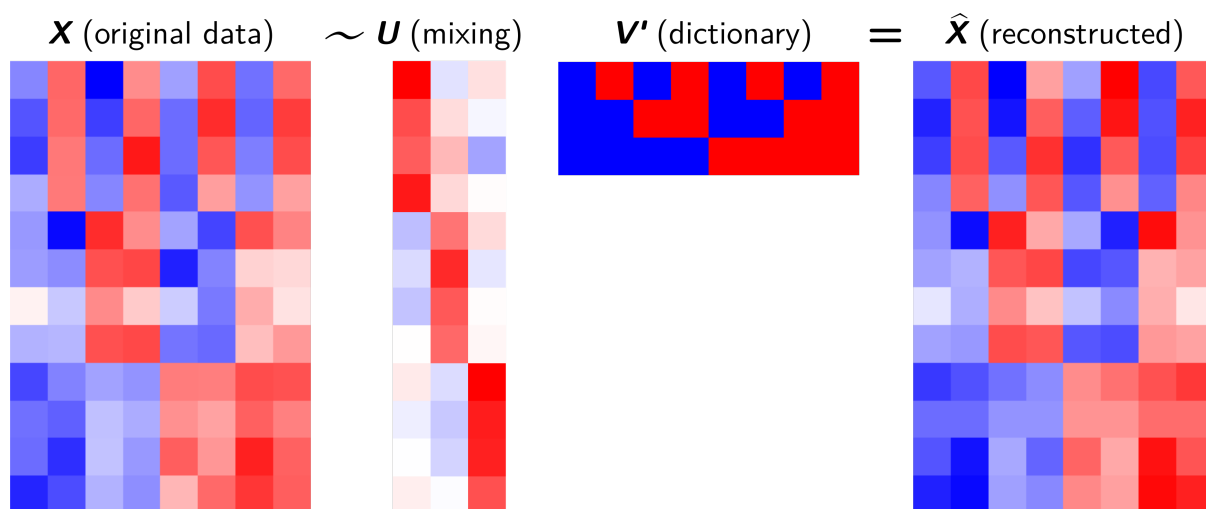 X (original data) ∼ U (mixing) V' (dictionary) = X̂ (reconstructed)